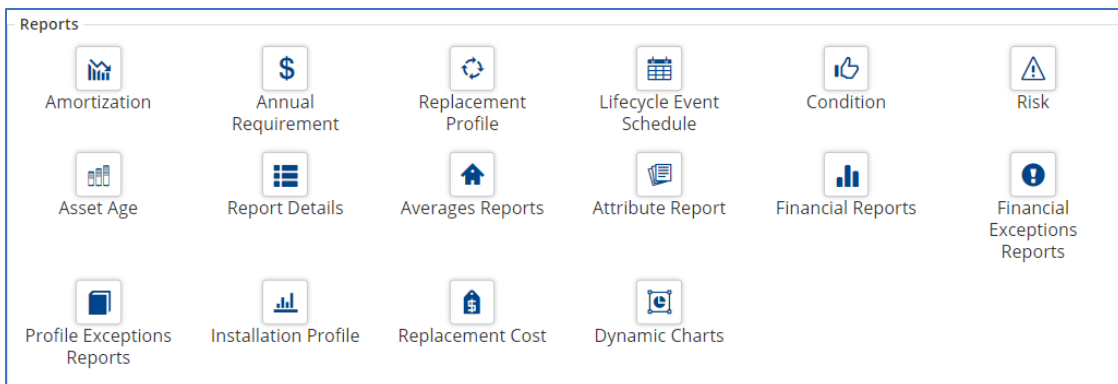 Reports
Amortization
Annual
Requirement
Replacement
Profile
Lifecycle Event
Schedule
Condition
Risk
Asset Age
Report Details
Averages Reports
Attribute Report
Financial Reports
Financial
Exceptions
Reports
Profile Exceptions
Reports
Installation Profile
Replacement Cost
Dynamic Charts